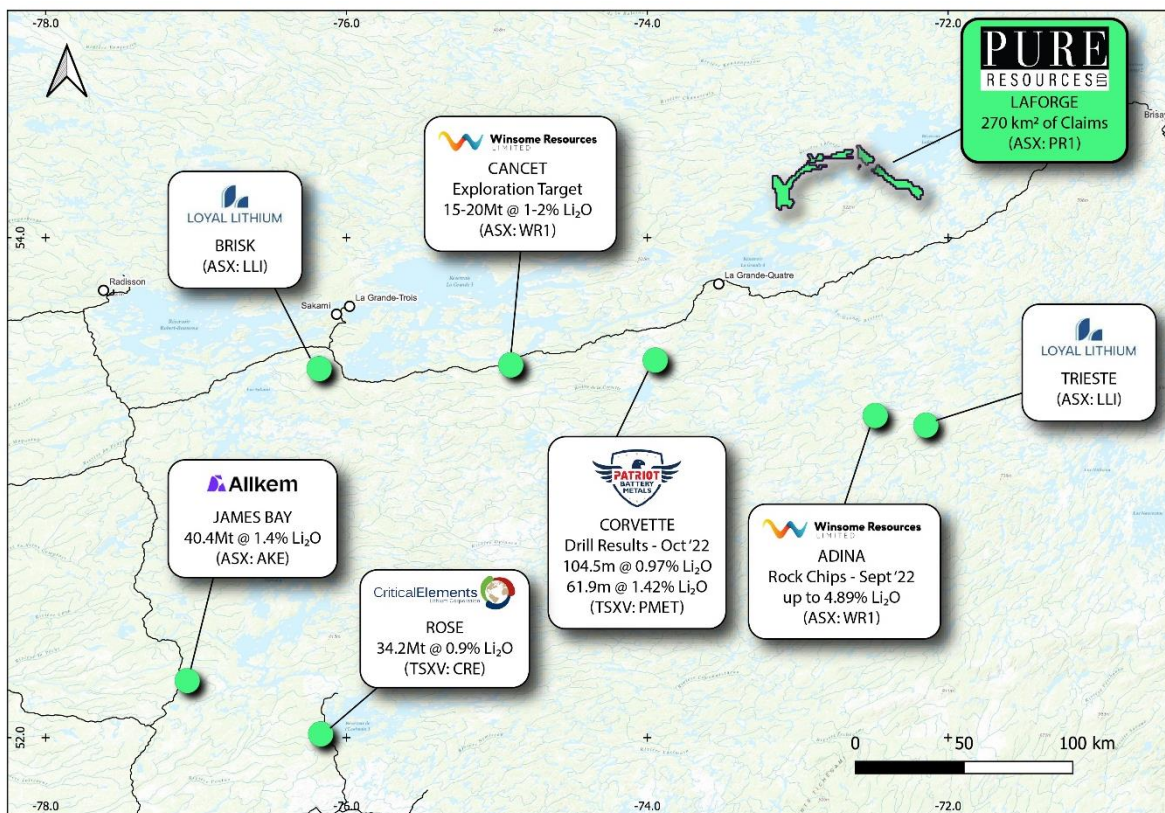 -78.0
-76.0
-74.0
-72.0
PURE
RESOURCES LTD
LAFORGE
270 km² of Claims
(ASX: PR1)
Brisay
Winsome Resources
LIMITED
CANCET
Exploration Target
15-20Mt @ 1-2% Li₂O
(ASX: WR1)
LOYAL LITHIUM
BRISK
(ASX: LLI)
54.0
54.0
Radisson
Sakami
La Grande-Trois
La Grande-Quatre
LOYAL LITHIUM
TRIESTE
(ASX: LLI)
Allkem
JAMES BAY
40.4Mt @ 1.4% Li₂O
(ASX: AKE)
PATRIOT
BATTERY
METALS
CORVETTE
Drill Results - Oct '22
104.5m @ 0.97% Li₂O
61.9m @ 1.42% Li₂O
(TSXV: PMET)
Winsome Resources
LIMITED
ADINA
Rock Chips - Sept '22
up to 4.89% Li₂O
(ASX: WR1)
CriticalElements
Lithium Corporation
ROSE
34.2Mt @ 0.9% Li₂O
(TSXV: CRE)
52.0
52.0
0 50 100 km
-78.0
-76.0
-74.0
-72.0